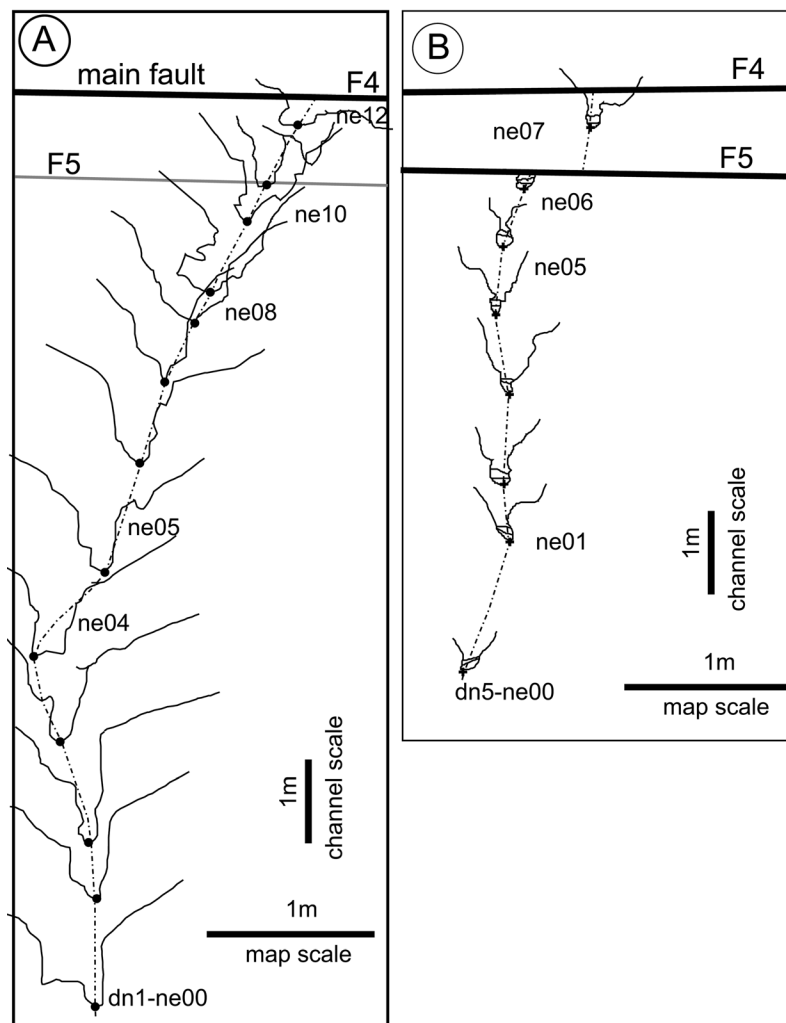 A
main fault
F4
ne12
F5
ne10
ne08
ne05
ne04
1m
channel scale
1m
map scale
dn1-ne00
B
F4
ne07
F5
ne06
ne05
1m
channel scale
ne01
1m
dn5-ne00
map scale